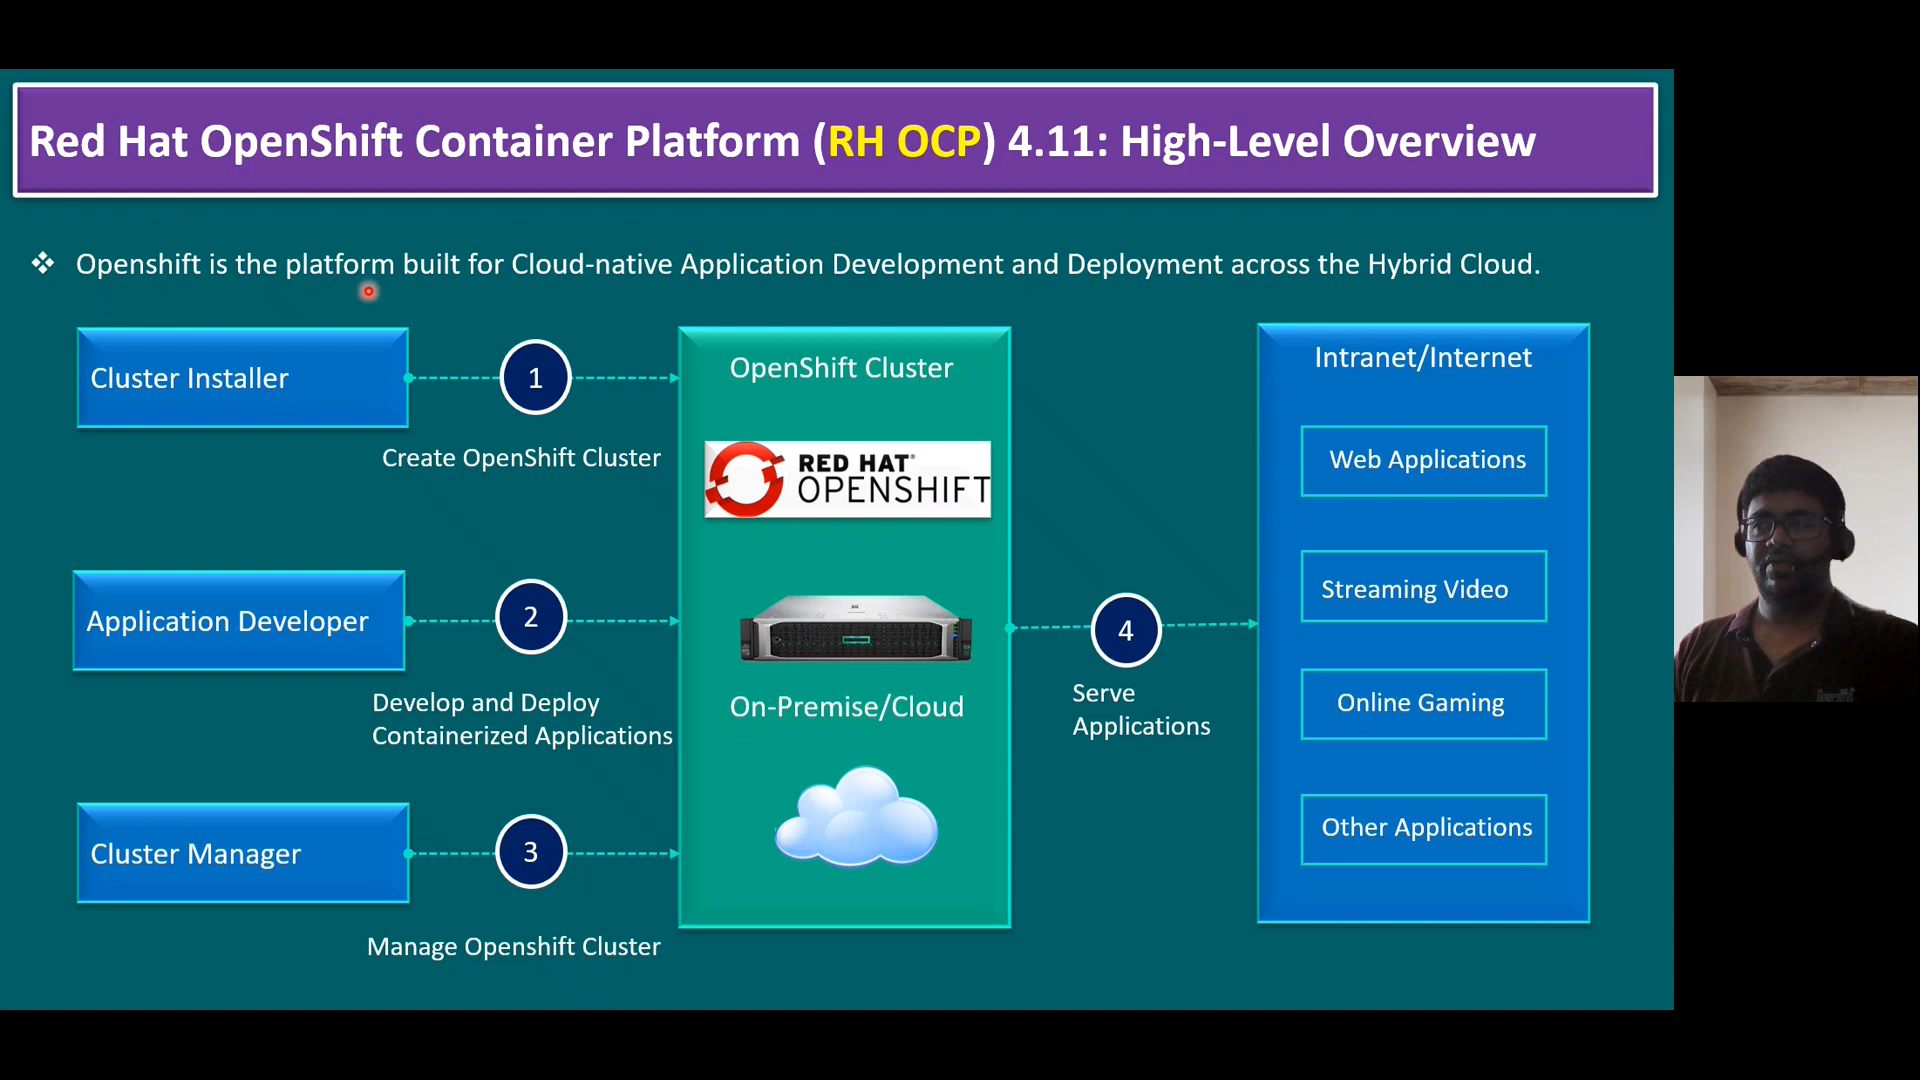 Red Hat OpenShift Container Platform (RH OCP) 4.11: High-Level Overview
❖ Openshift is the platform built for Cloud-native Application Development and Deployment across the Hybrid Cloud.
Cluster Installer
1
Create OpenShift Cluster
Application Developer
2
Develop and Deploy
Containerized Applications
Cluster Manager
3
Manage Openshift Cluster
OpenShift Cluster
RED HAT®
OPENSHIFT
On-Premise/Cloud
4
Serve
Applications
Intranet/Internet
Web Applications
Streaming Video
Online Gaming
Other Applications